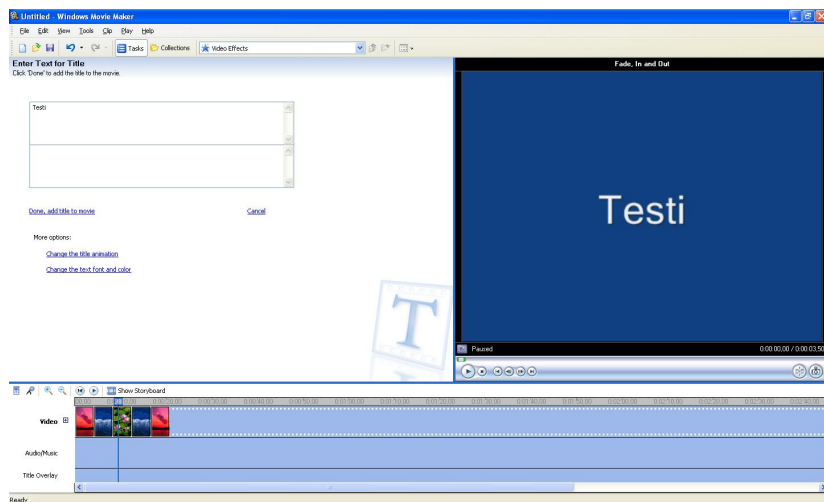 Untitled - Windows Movie Maker
File Edit View Tools Clip Play Help
Tasks Collections Video Effects
Enter Text for Title
Click 'Done' to add the title to the movie.
Testi
Done, add title to movie Cancel
More options:
Change the title animation
Change the text font and color
T
Fade, In and Out
Testi
Paused 0:00:00,00 / 0:00:03,50
Show Storyboard
Video
Audio/Music
Title Overlay
Ready